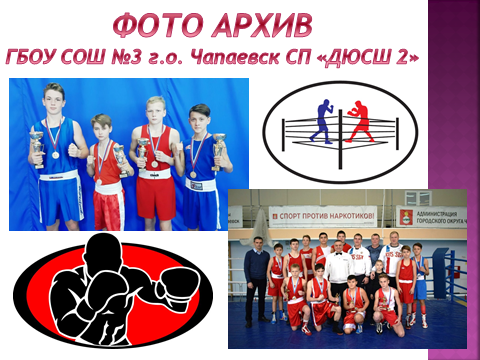 ФОТО АРХИВ
ГБОУ СОШ №3 г.о. Чапаевск СП «ДЮСШ 2»
СПОРТ ПРОТИВ НАРКОТИКОВ!
АДМИНИСТРАЦИЯ
ГОРОДСКОГО ОКРУГА Ч